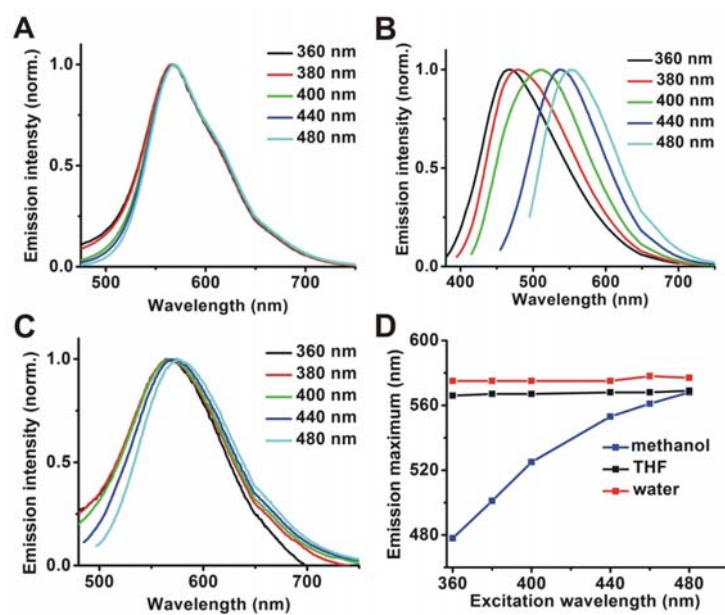 A
1.0
0.5
0.0
500
600
700
Emission intensty (norm.)
Wavelength (nm)
360 nm
380 nm
400 nm
440 nm
480 nm
B
1.0
0.5
0.0
400
500
600
700
Emission intensity (norm.)
Wavelength (nm)
360 nm
380 nm
400 nm
440 nm
480 nm
C
1.0
0.5
0.0
500
600
700
Emission intensity (norm.)
Wavelength (nm)
360 nm
380 nm
400 nm
440 nm
480 nm
D
600
560
520
480
360
400
440
480
Emission maximum (nm)
Excitation wavelength (nm)
methanol
THF
water